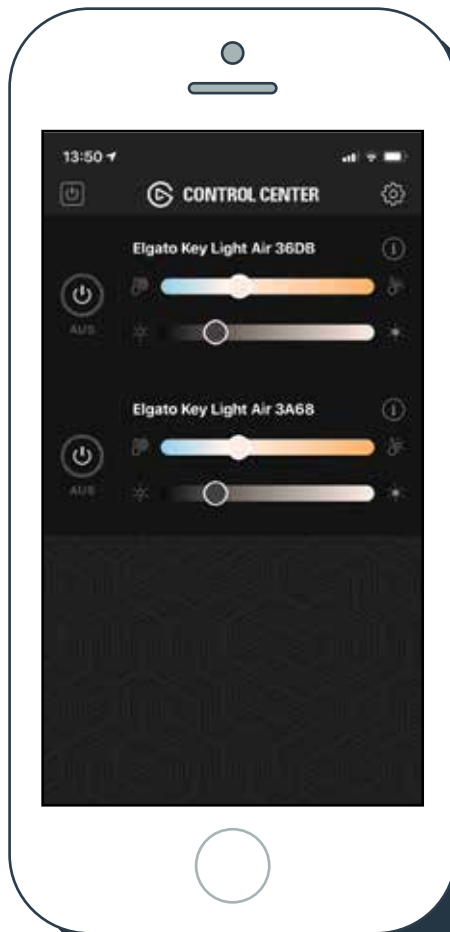 13:50
CONTROL CENTER
Elgato Key Light Air 36DB
AUS
Elgato Key Light Air 3A68
AUS